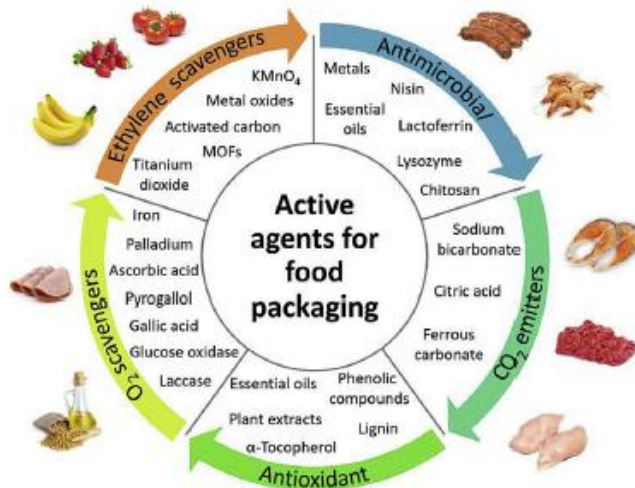 Ethylene scavengers
KMnO₄
Metal oxides
Activated carbon
MOFs
Titanium
dioxide
Antimicrobial
Metals
Nisin
Essential
oils
Lactoferrin
Lysozyme
Chitosan
CO₂ emitters
Sodium
bicarbonate
Citric acid
Ferrous
carbonate
Antioxidant
Essential oils
Phenolic
compounds
Plant extracts
Lignin
α-Tocopherol
O₂ scavengers
Iron
Palladium
Ascorbic acid
Pyrogallol
Gallic acid
Glucose oxidase
Laccase
Active
agents for
food
packaging